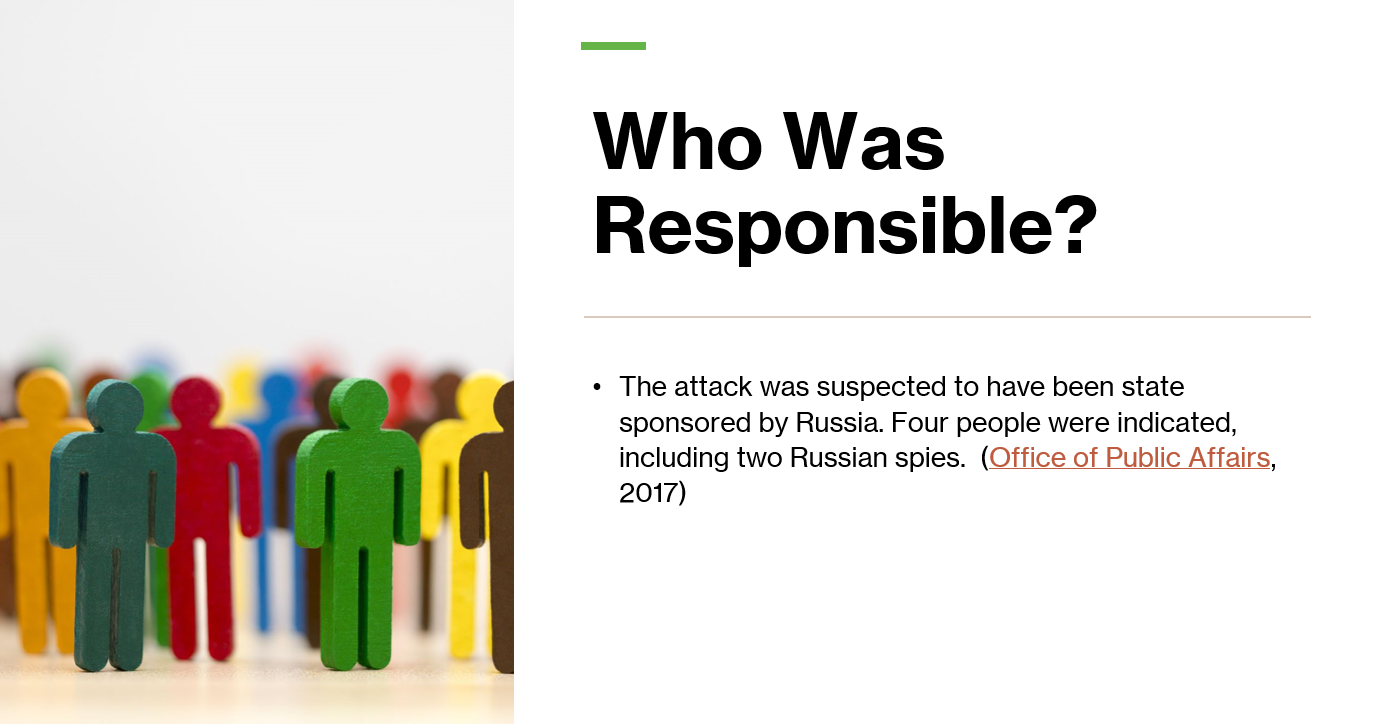 Who Was
Responsible?
• The attack was suspected to have been state
sponsored by Russia. Four people were indicated,
including two Russian spies.  (Office of Public Affairs,
2017)